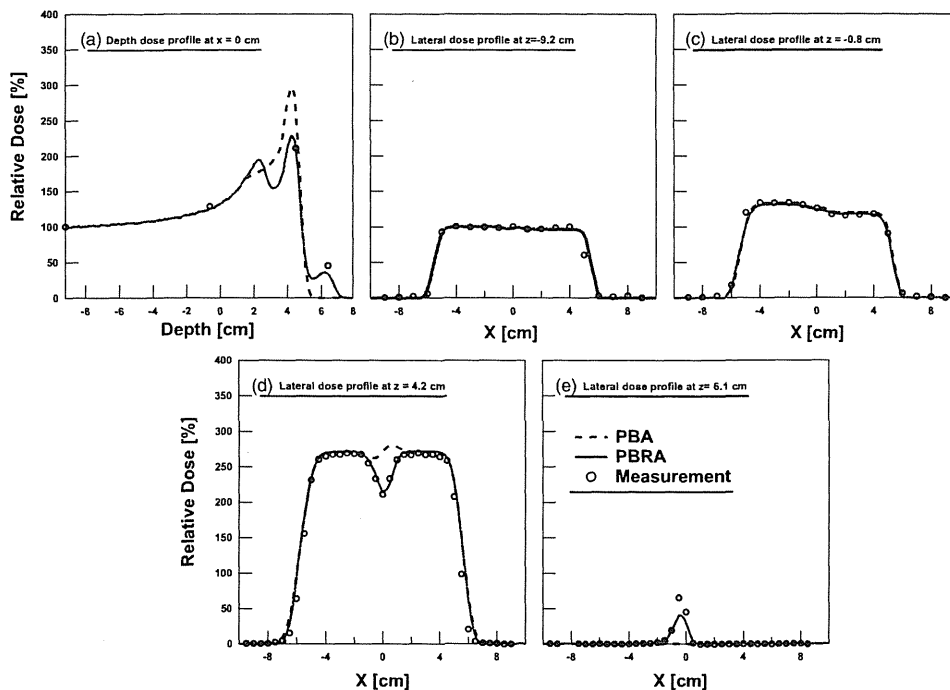 (a) Depth dose profile at x = 0 cm
(b) Lateral dose profile at z=-9.2 cm
(c) Lateral dose profile at z = -0.8 cm
Relative Dose [%]
400
350
300
250
200
150
100
50
0
-8 -6 -4 -2 0 2 4 6 8
Depth [cm]
-8 -4 0 4 8
X [cm]
-8 -4 0 4 8
X [cm]
(d) Lateral dose profile at z = 4.2 cm
(e) Lateral dose profile at z= 6.1 cm
Relative Dose [%]
400
350
300
250
200
150
100
50
0
PBA
PBRA
Measurement
-8 -4 0 4 8
X [cm]
-8 -4 0 4 8
X [cm]